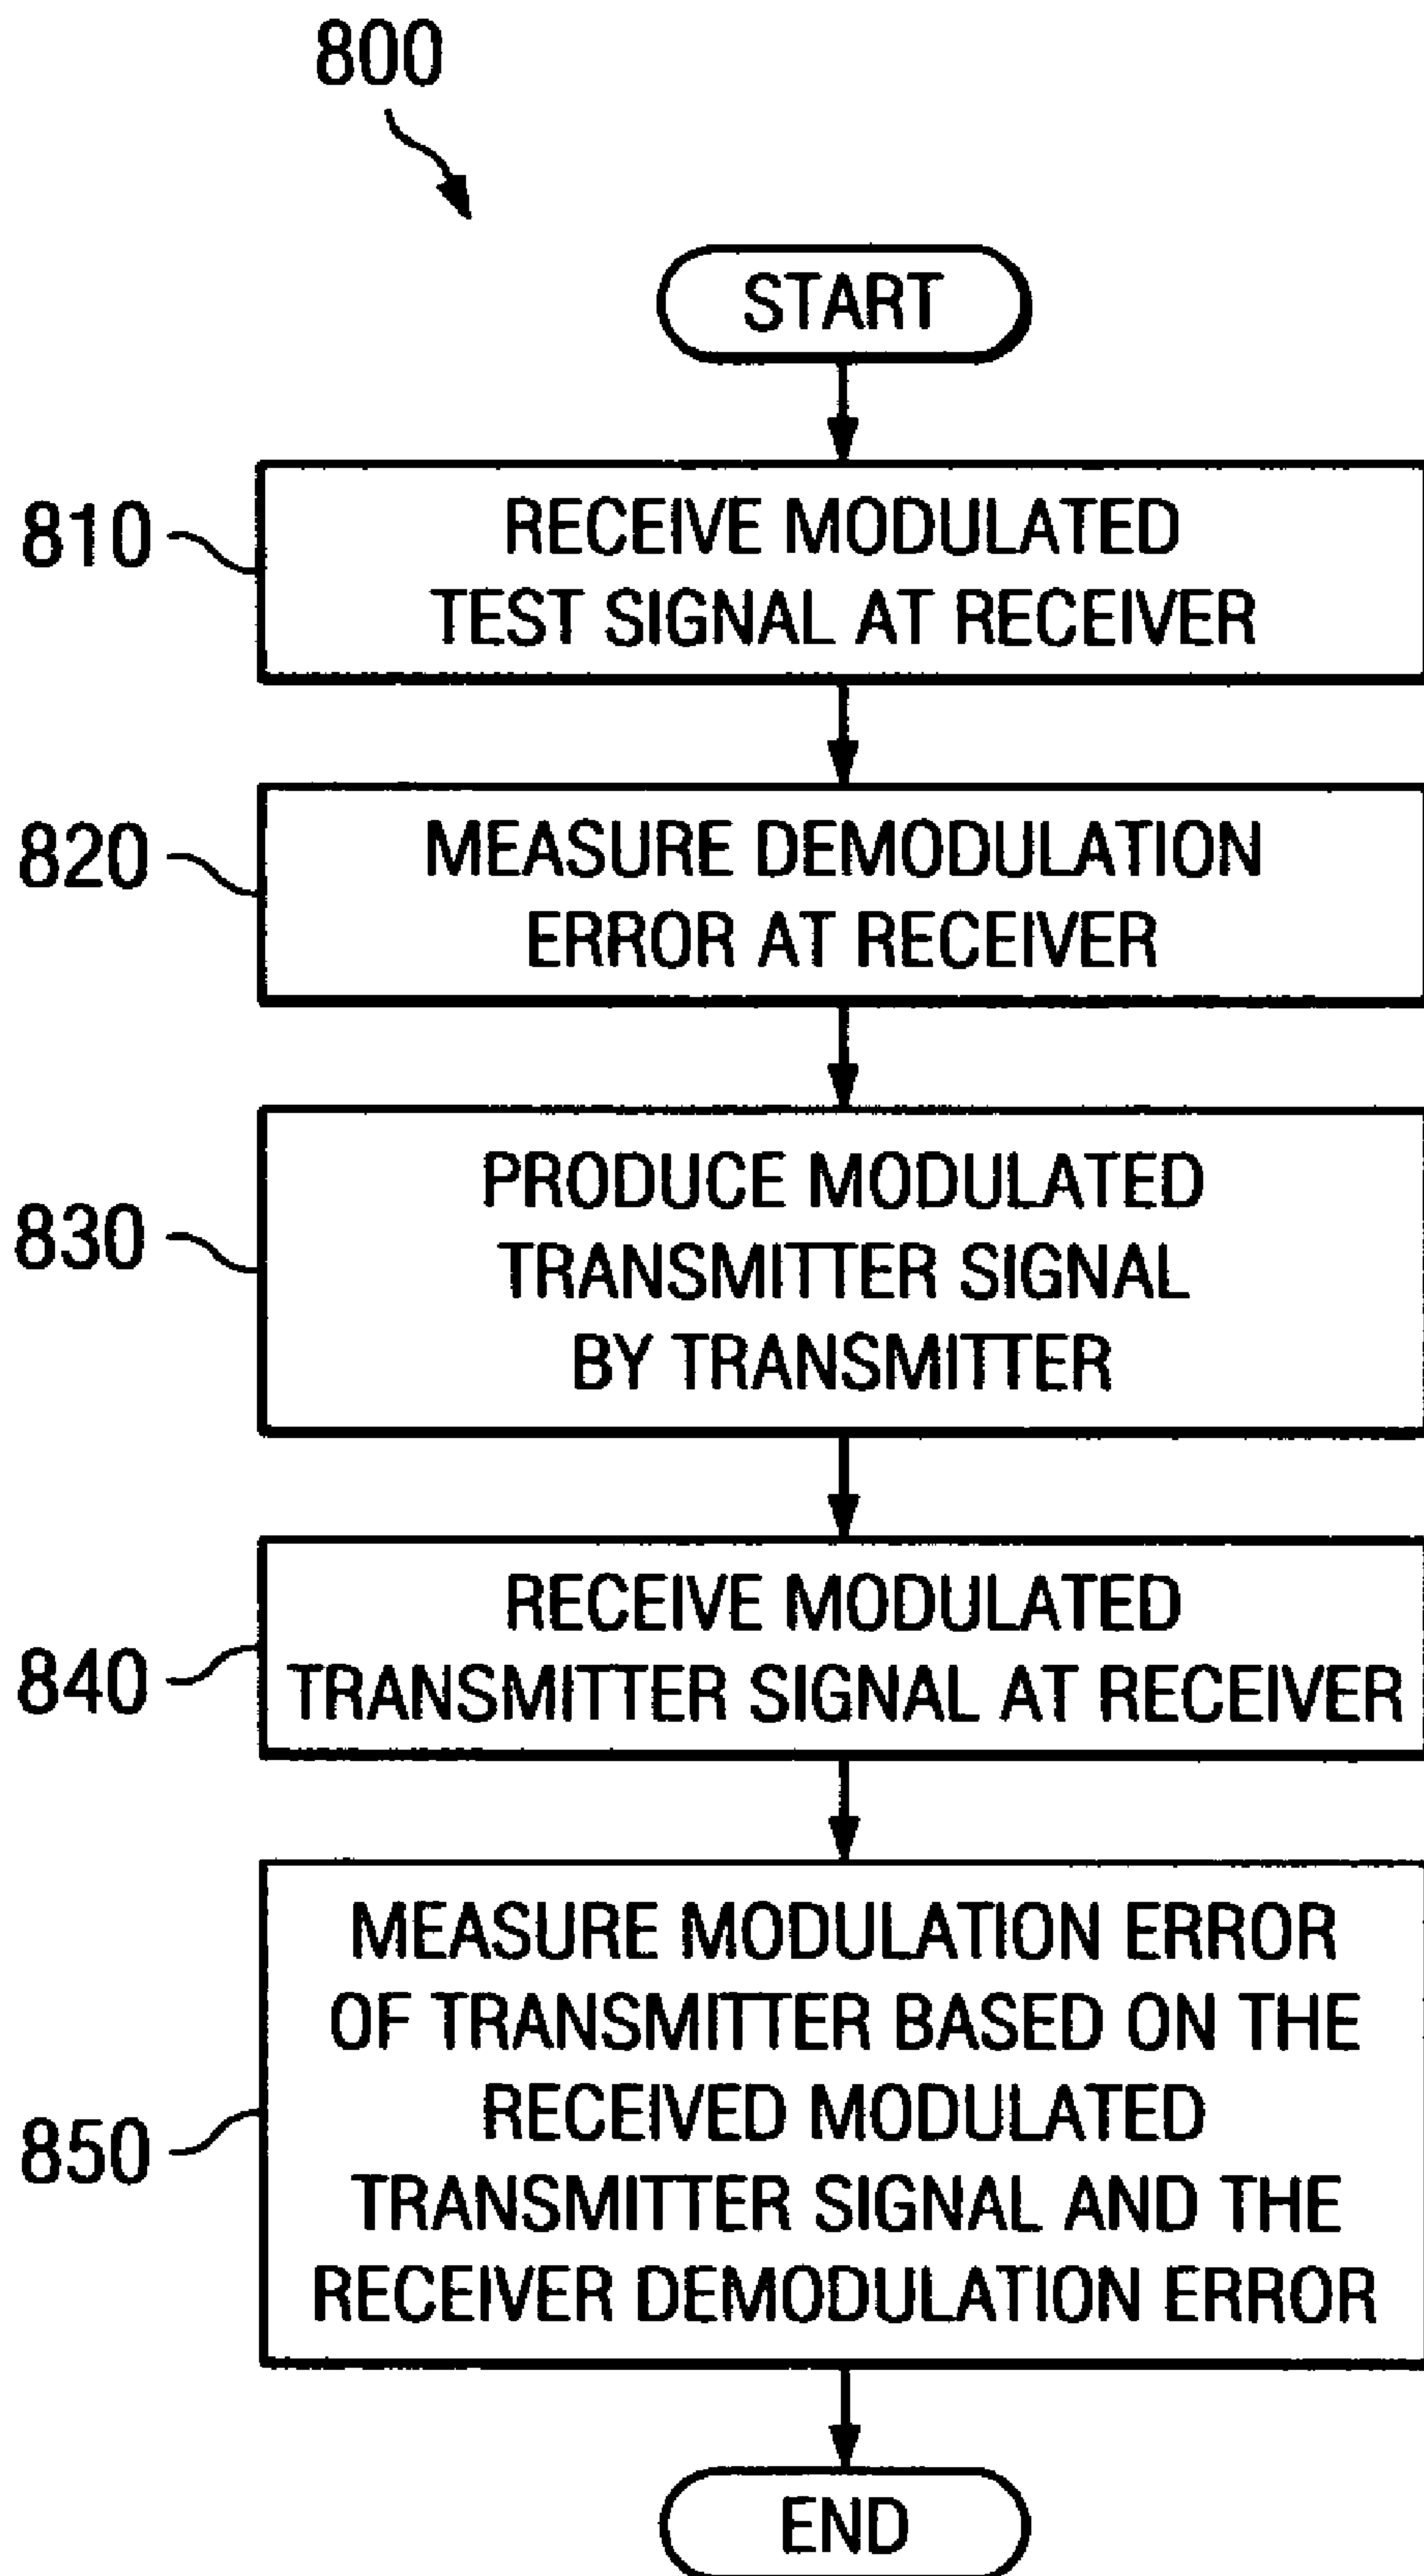 800
START
810
RECEIVE MODULATED
TEST SIGNAL AT RECEIVER
820
MEASURE DEMODULATION
ERROR AT RECEIVER
830
PRODUCE MODULATED
TRANSMITTER SIGNAL
BY TRANSMITTER
840
RECEIVE MODULATED
TRANSMITTER SIGNAL AT RECEIVER
850
MEASURE MODULATION ERROR
OF TRANSMITTER BASED ON THE
RECEIVED MODULATED
TRANSMITTER SIGNAL AND THE
RECEIVER DEMODULATION ERROR
END